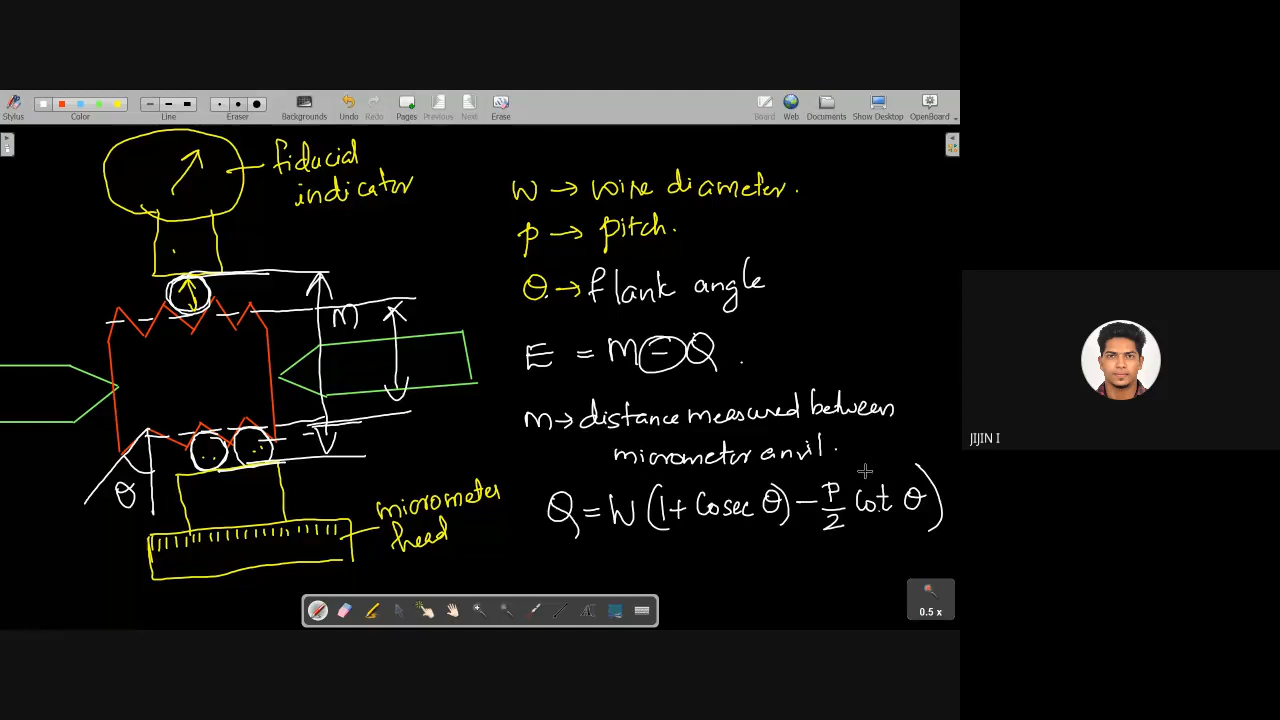 Stylus
Color
Line
Eraser
Backgrounds
Undo
Redo
Pages
Previous
Next
Erase
Board
Web
Documents
Show Desktop
OpenBoard
fiducial
indicator
M
θ
micrometer
head
W → wire diameter.
P → pitch.
θ. → flank angle
E = M - Q .
M → distance measured between
micrometer anvil.
Q = W (1+ Cosec θ) - P/2 Cot θ)
0.5 x
JIJIN I